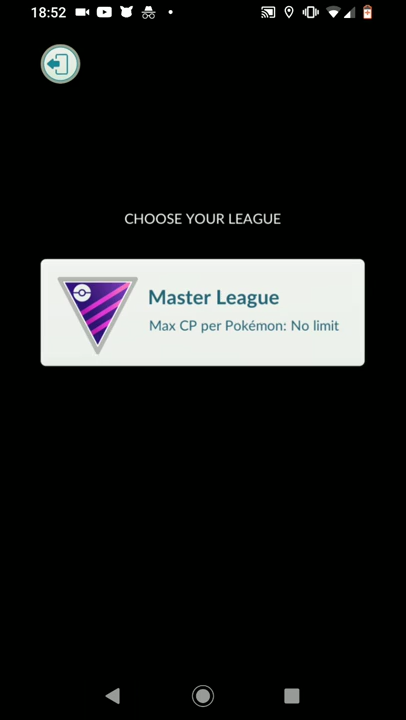 18:52
CHOOSE YOUR LEAGUE
Master League
Max CP per Pokémon: No limit